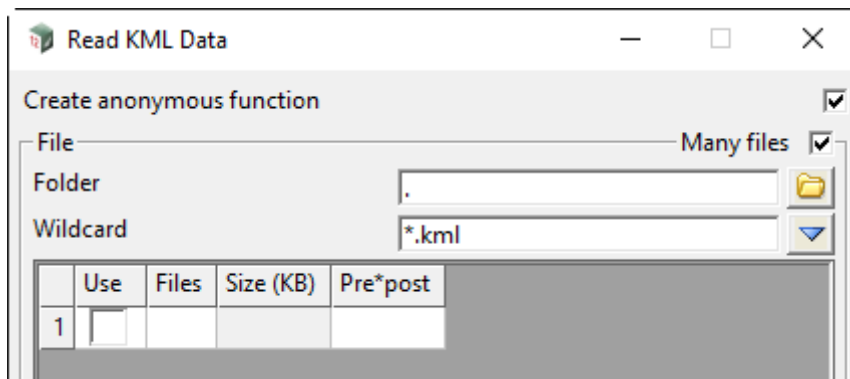 Read KML Data
Create anonymous function
File Many files
Folder .
Wildcard *.kml
Use Files Size (KB) Pre*post
1